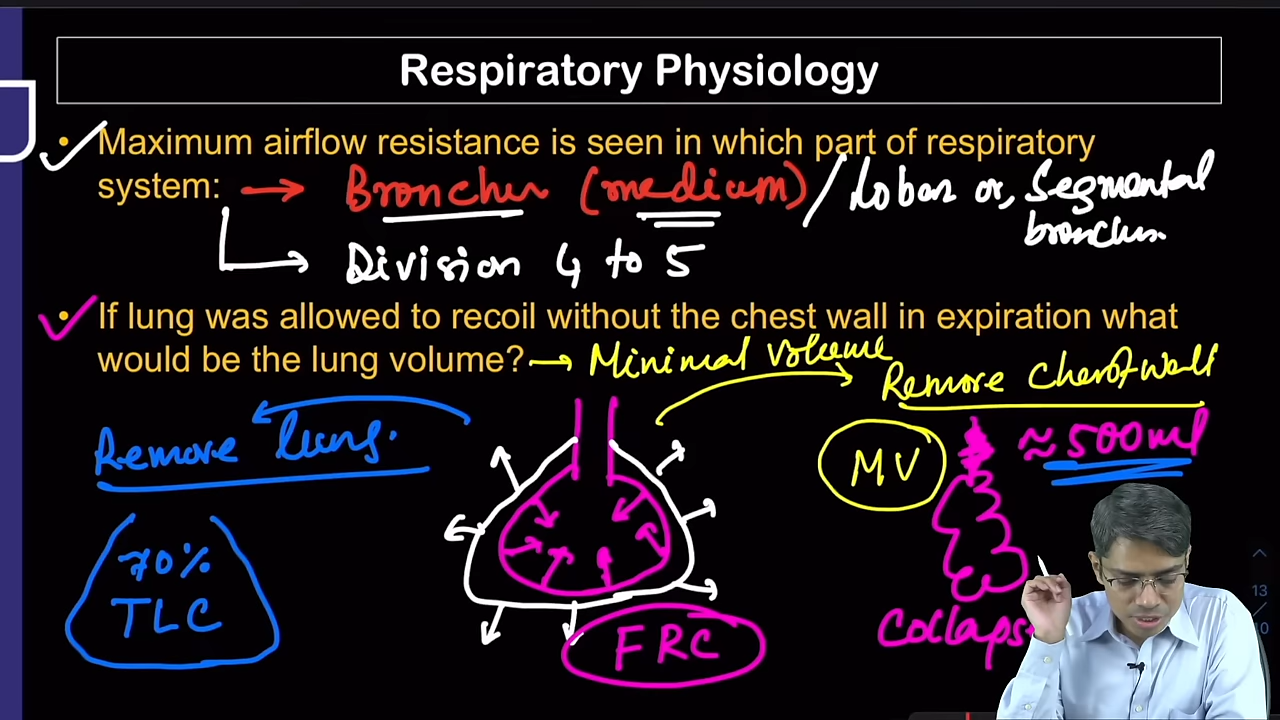 Respiratory Physiology
• Maximum airflow resistance is seen in which part of respiratory
system: → Bronchus (medium) / Lobar or, Segmental
bronchus.
→ Division 4 to 5
• If lung was allowed to recoil without the chest wall in expiration what
would be the lung volume? → Minimal Volume
Remove Chest wall
Remove lung.
≈500ml
MV
70%
TLC
FRC
Collaps
13
/